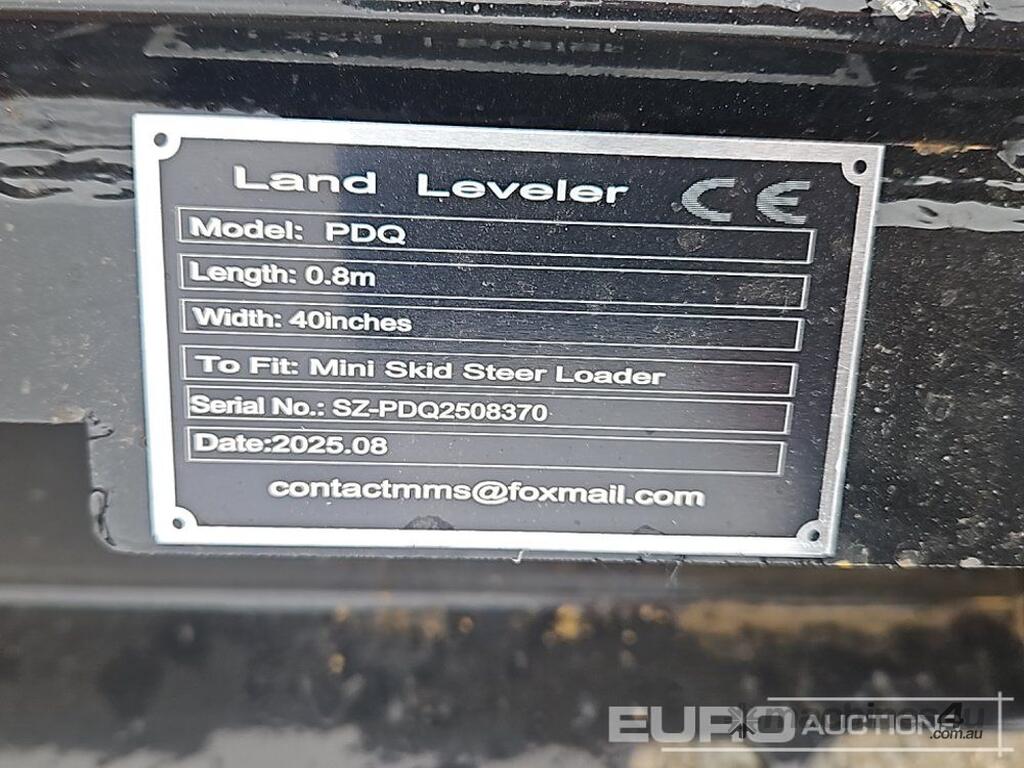 Land Leveler CE
Model: PDQ
Length: 0.8m
Width: 40inches
To Fit: Mini Skid Steer Loader
Serial No.: SZ-PDQ2508370
Date:2025.08
contactmms@foxmail.com
machines4u
.com.au
EURO AUCTIONS